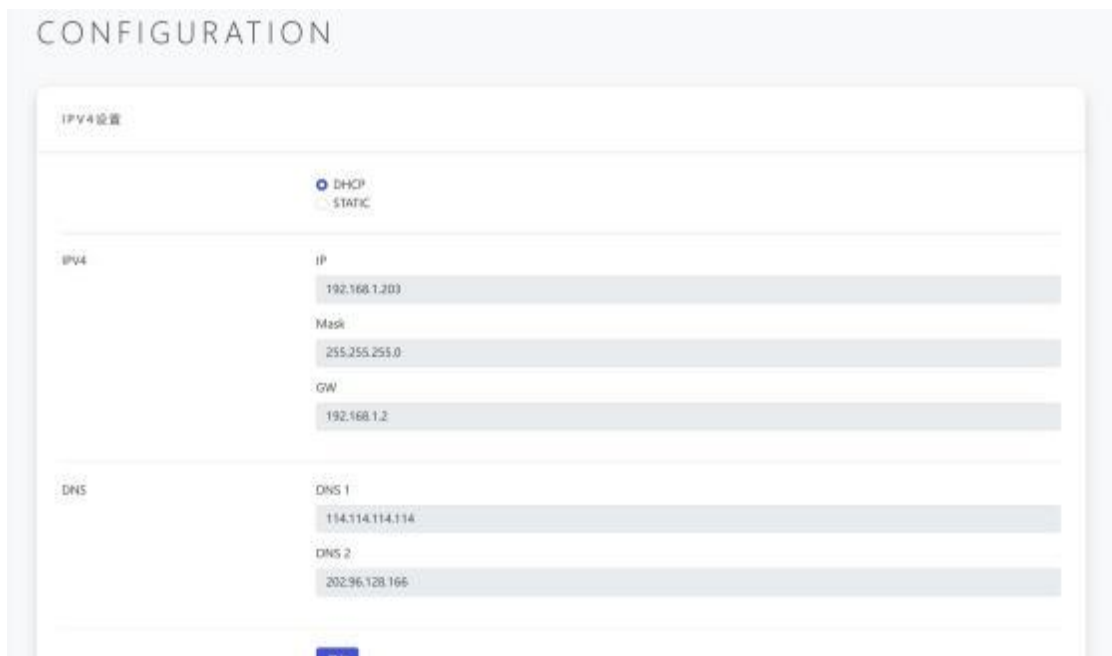 CONFIGURATION
IPV4设置
DHCP
STATIC
IPV4
IP
192.168.1.203
Mask
255.255.255.0
GW
192.168.1.2
DNS
DNS 1
114.114.114.114
DNS 2
202.96.128.166